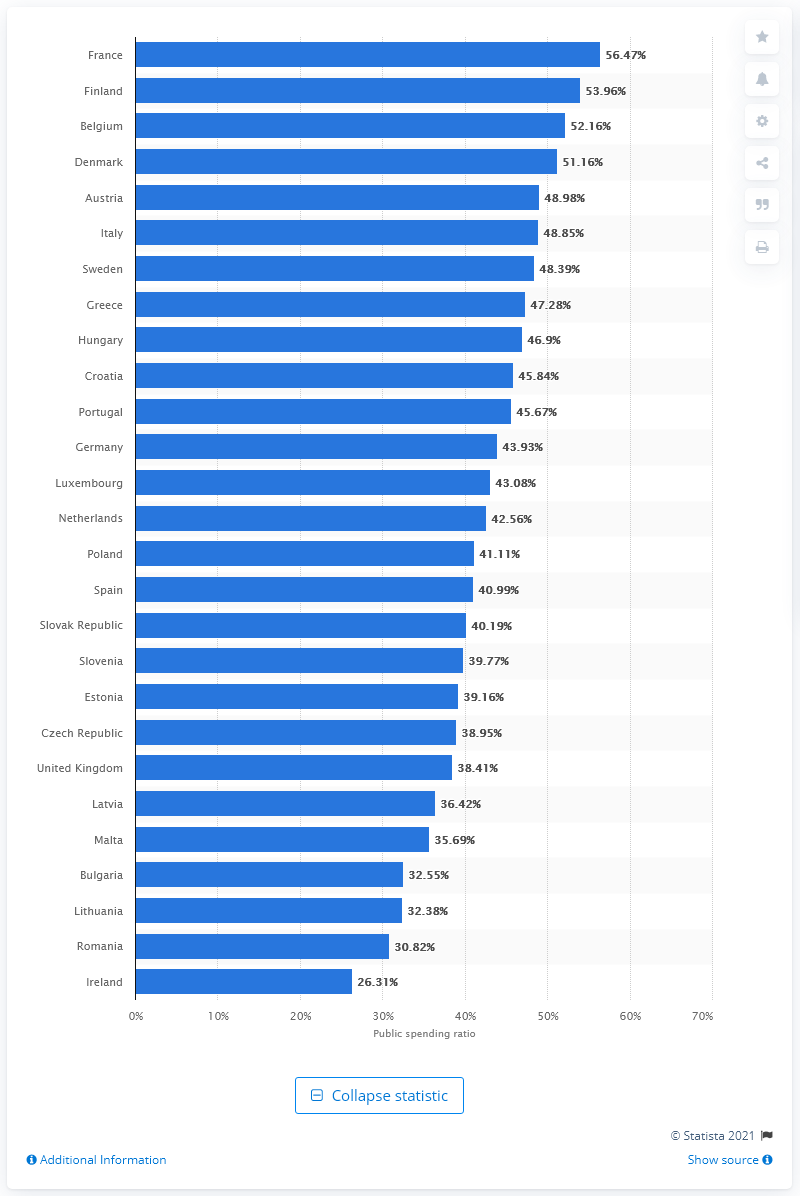 France 56.47%
Finland 53.96%
Belgium 52.16%
Denmark 51.16%
Austria 48.98%
Italy 48.85%
Sweden 48.39%
Greece 47.28%
Hungary 46.9%
Croatia 45.84%
Portugal 45.67%
Germany 43.93%
Luxembourg 43.08%
Netherlands 42.56%
Poland 41.11%
Spain 40.99%
Slovak Republic 40.19%
Slovenia 39.77%
Estonia 39.16%
Czech Republic 38.95%
United Kingdom 38.41%
Latvia 36.42%
Malta 35.69%
Bulgaria 32.55%
Lithuania 32.38%
Romania 30.82%
Ireland 26.31%
0% 10% 20% 30% 40% 50% 60% 70%
Public spending ratio
Collapse statistic
© Statista 2021
Additional Information Show source